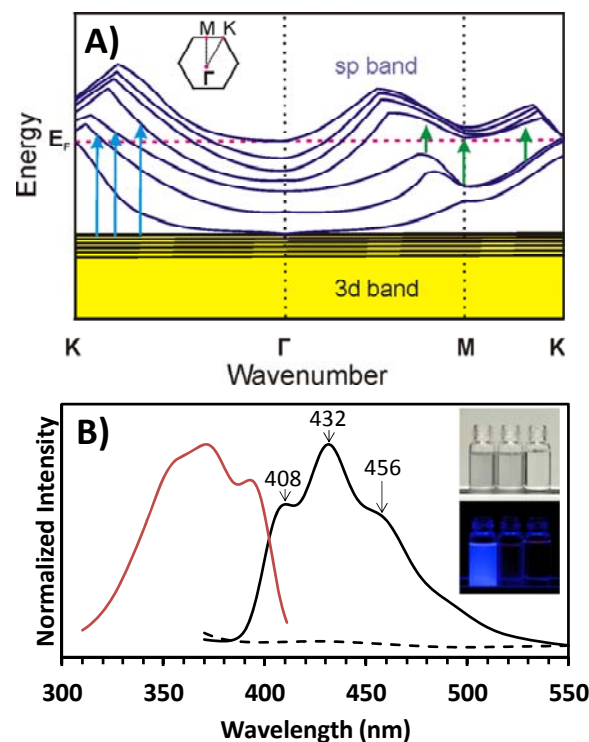 A)
M K
Γ
sp band
Energy
E_F
3d band
K Γ M K
Wavenumber
B)
432
408
456
Normalized Intensity
300 350 400 450 500 550
Wavelength (nm)